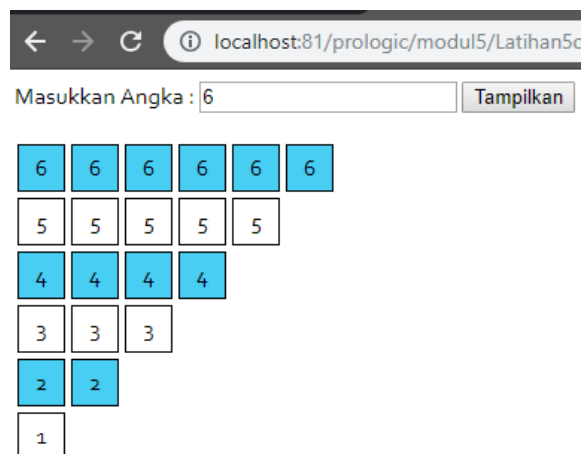 localhost:81/prologic/modul5/Latihan5c
Masukkan Angka : 6 Tampilkan
6 6 6 6 6 6
5 5 5 5 5
4 4 4 4
3 3 3
2 2
1